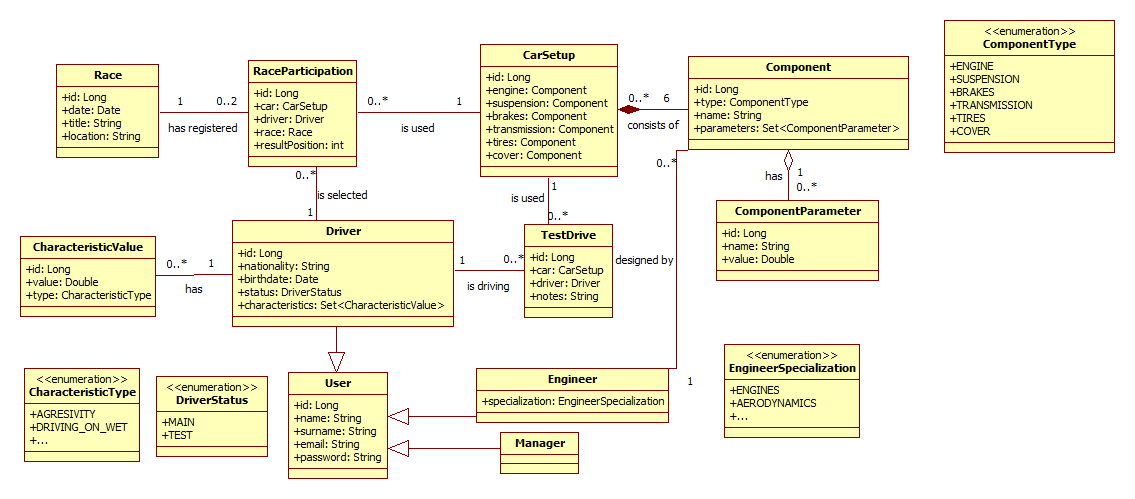 Race
+id: Long
+date: Date
+title: String
+location: String
1
0..2
has registered
RaceParticipation
+id: Long
+car: CarSetup
+driver: Driver
+race: Race
+resultPosition: int
0..*
1
is used
CarSetup
+id: Long
+engine: Component
+suspension: Component
+brakes: Component
+transmission: Component
+tires: Component
+cover: Component
0..*
6
consists of
Component
+id: Long
+type: ComponentType
+name: String
+parameters: Set<ComponentParameter>
<<enumeration>>
ComponentType
+ENGINE
+SUSPENSION
+BRAKES
+TRANSMISSION
+TIRES
+COVER
0..*
is selected
1
1
is used
0..*
0..*
designed by
1
has
1
0..*
ComponentParameter
+id: Long
+name: String
+value: Double
CharacteristicValue
+id: Long
+value: Double
+type: CharacteristicType
0..*
1
has
Driver
+id: Long
+nationality: String
+birthdate: Date
+status: DriverStatus
+characteristics: Set<CharacteristicValue>
1
0..*
is driving
TestDrive
+id: Long
+car: CarSetup
+driver: Driver
+notes: String
<<enumeration>>
CharacteristicType
+AGRESIVITY
+DRIVING_ON_WET
+...
<<enumeration>>
DriverStatus
+MAIN
+TEST
User
+id: Long
+name: String
+surname: String
+email: String
+password: String
Engineer
+specialization: EngineerSpecialization
Manager
<<enumeration>>
EngineerSpecialization
+ENGINES
+AERODYNAMICS
+...